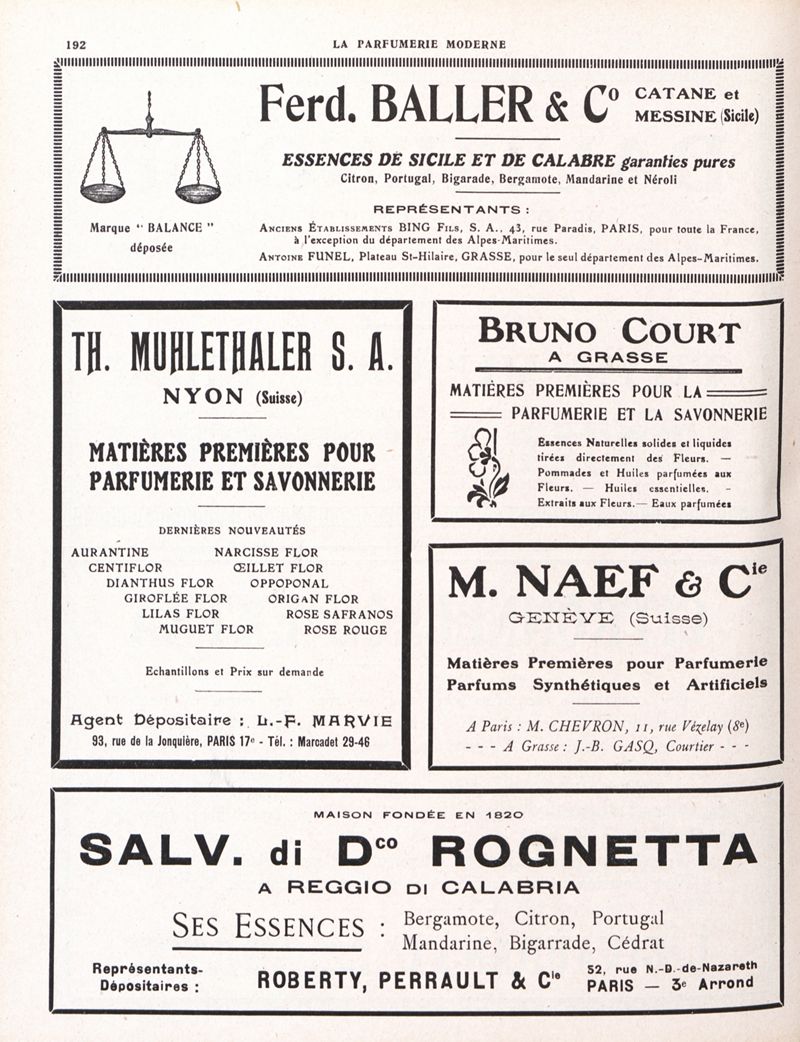 192
LA PARFUMERIE MODERNE
Ferd. BALLER & Cº
CATANE et
MESSINE (Sicile)
ESSENCES DE SICILE ET DE CALABRE garanties pures
Citron, Portugal, Bigarade, Bergamote, Mandarine et Néroli
Marque “ BALANCE ”
déposée
REPRÉSENTANTS :
ANCIENS ÉTABLISSEMENTS BING FILS, S. A., 43, rue Paradis, PARIS, pour toute la France,
à l'exception du département des Alpes-Maritimes.
ANTOINE FUNEL, Plateau St-Hilaire, GRASSE, pour le seul département des Alpes-Maritimes.
TH. MUHLETHALER S. A.
NYON (Suisse)
MATIÈRES PREMIÈRES POUR
PARFUMERIE ET SAVONNERIE
DERNIÈRES NOUVEAUTÉS
AURANTINE NARCISSE FLOR
CENTIFLOR ŒILLET FLOR
DIANTHUS FLOR OPPOPONAL
GIROFLÉE FLOR ORIGAN FLOR
LILAS FLOR ROSE SAFRANOS
MUGUET FLOR ROSE ROUGE
Echantillons et Prix sur demande
Agent Dépositaire : L.-F. MARVIE
93, rue de la Jonquière, PARIS 17e - Tél. : Marcadet 29-46
BRUNO COURT
A GRASSE
MATIÈRES PREMIÈRES POUR LA
PARFUMERIE ET LA SAVONNERIE
Essences Naturelles solides et liquides
tirées directement des Fleurs. —
Pommades et Huiles parfumées aux
Fleurs. — Huiles essentielles. -
Extraits aux Fleurs. — Eaux parfumées
M. NAEF & Cie
GENÈVE (Suisse)
Matières Premières pour Parfumerie
Parfums Synthétiques et Artificiels
A Paris : M. CHEVRON, 11, rue Vézelay (8e)
- - - A Grasse : J.-B. GASQ, Courtier - - -
MAISON FONDÉE EN 1820
SALV. di Dco ROGNETTA
A REGGIO DI CALABRIA
SES ESSENCES :
Bergamote, Citron, Portugal
Mandarine, Bigarrade, Cédrat
Représentants-
Dépositaires :
ROBERTY, PERRAULT & Cie
52, rue N.-D.-de-Nazareth
PARIS — 3e Arrond